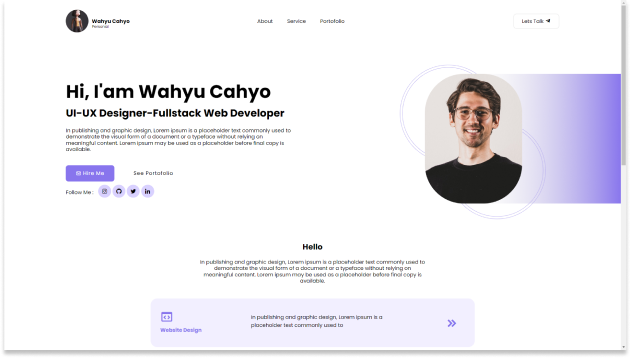 Wahyu Cahyo
Personal
About
Service
Portofolio
Lets Talk
Hi, I'am Wahyu Cahyo
UI-UX Designer-Fullstack Web Developer
In publishing and graphic design, Lorem ipsum is a placeholder text commonly used to
demonstrate the visual form of a document or a typeface without relying on
meaningful content. Lorem ipsum may be used as a placeholder before final copy is
available.
Hire Me
See Portofolio
Follow Me :
Hello
In publishing and graphic design, Lorem ipsum is a placeholder text commonly used to
demonstrate the visual form of a document or a typeface without relying on
meaningful content. Lorem ipsum may be used as a placeholder before final copy is
available.
Website Design
In publishing and graphic design, Lorem ipsum is a
placeholder text commonly used to